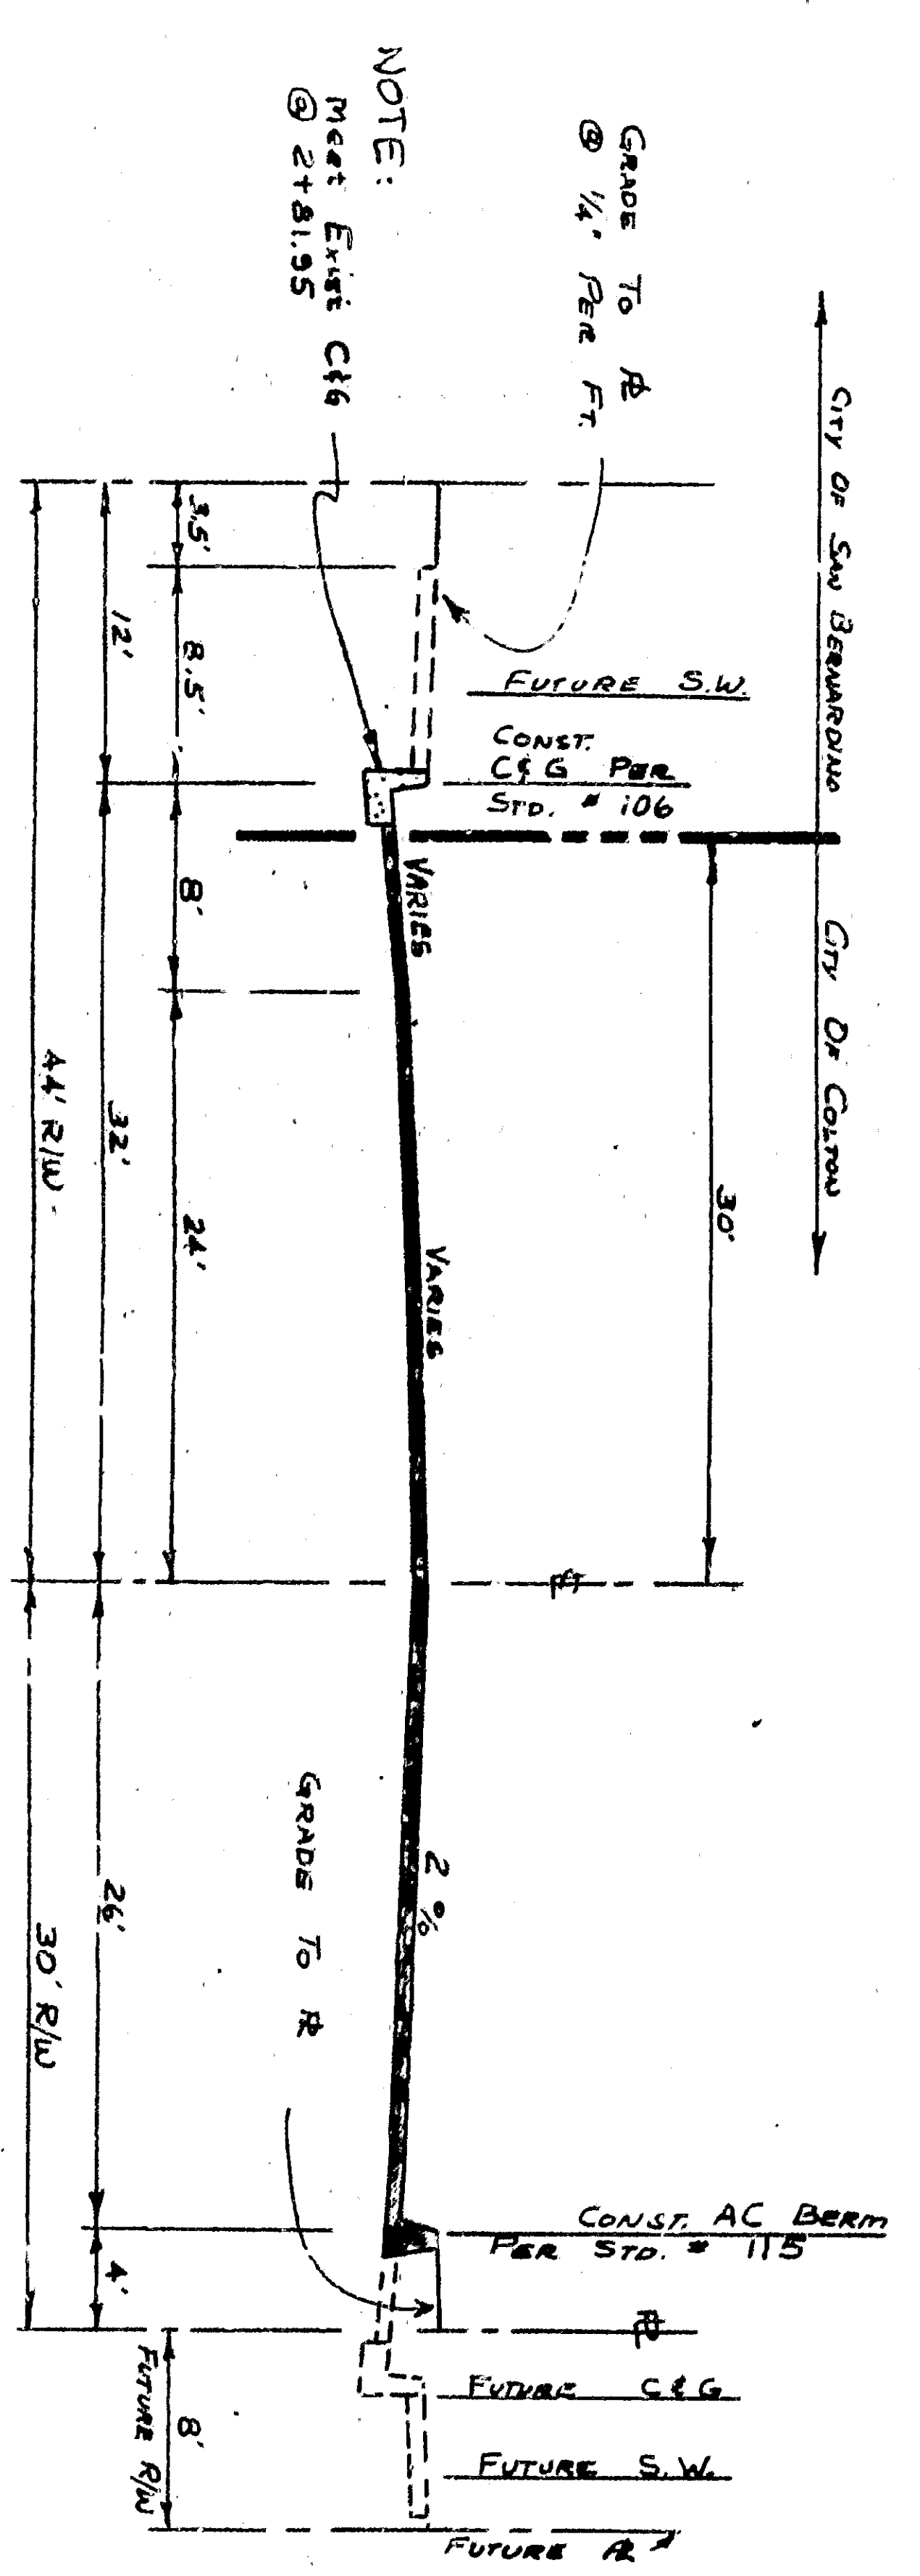 CITY OF SAN BERNARDINO
CITY OF COLTON
GRADE TO ⅊
@ 1/4" PER FT.
NOTE:
Meet Exist C&G
@ 2+81.95
30'
FUTURE S.W.
CONST.
C&G PER
STD. # 106
CONST. AC BERM
PER STD. # 115
FUTURE C&G
FUTURE S.W.
FUTURE ⅊
VARIES
VARIES
2 %
GRADE TO ⅊
⅊
3.5'
8.5'
8'
24'
12'
32'
26'
4'
8'
FUTURE R/W
44' R/W
30' R/W